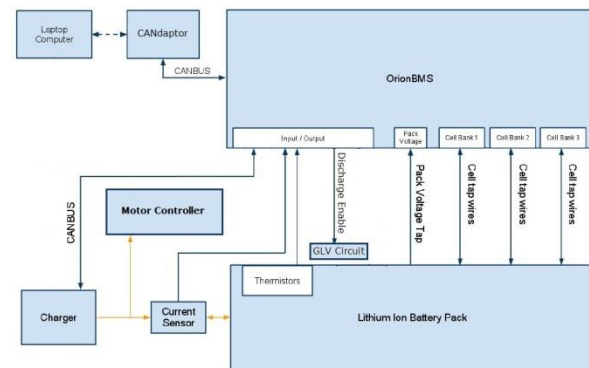 Laptop
Computer
CANdaptor
CANBUS
OrionBMS
Input / Output
Pack
Voltage
Cell Bank 1
Cell Bank 2
Cell Bank 3
CANBUS
Motor Controller
Discharge Enable
Pack Voltage Tap
Cell tap wires
Cell tap wires
Cell tap wires
GLV Circuit
Thermistors
Charger
Current
Sensor
Lithium Ion Battery Pack